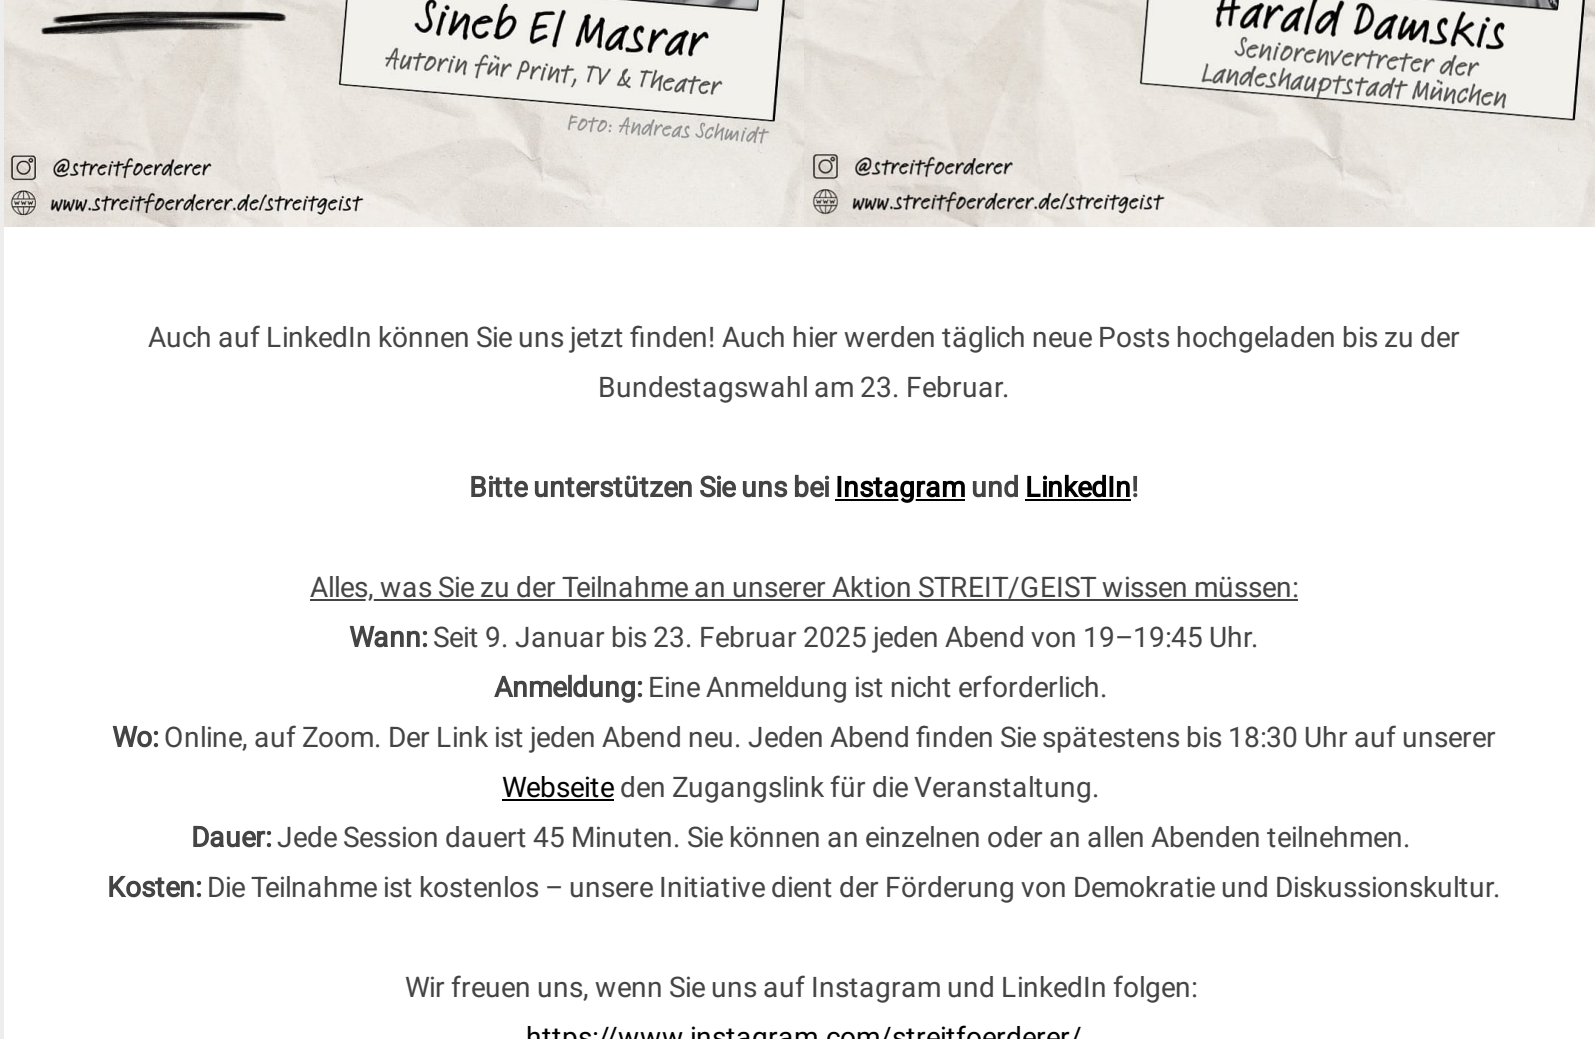 Sineb El Masrar
Autorin für Print, TV & Theater
Foto: Andreas Schmidt
@streitfoerderer
www.streitfoerderer.de/streitgeist
Harald Damskis
Seniorenvertreter der
Landeshauptstadt München
@streitfoerderer
www.streitfoerderer.de/streitgeist
Auch auf LinkedIn können Sie uns jetzt finden! Auch hier werden täglich neue Posts hochgeladen bis zu der
Bundestagswahl am 23. Februar.
Bitte unterstützen Sie uns bei Instagram und LinkedIn!
Alles, was Sie zu der Teilnahme an unserer Aktion STREIT/GEIST wissen müssen:
Wann: Seit 9. Januar bis 23. Februar 2025 jeden Abend von 19–19:45 Uhr.
Anmeldung: Eine Anmeldung ist nicht erforderlich.
Wo: Online, auf Zoom. Der Link ist jeden Abend neu. Jeden Abend finden Sie spätestens bis 18:30 Uhr auf unserer
Webseite den Zugangslink für die Veranstaltung.
Dauer: Jede Session dauert 45 Minuten. Sie können an einzelnen oder an allen Abenden teilnehmen.
Kosten: Die Teilnahme ist kostenlos – unsere Initiative dient der Förderung von Demokratie und Diskussionskultur.
Wir freuen uns, wenn Sie uns auf Instagram und LinkedIn folgen:
https://www.instagram.com/streitfoerderer/